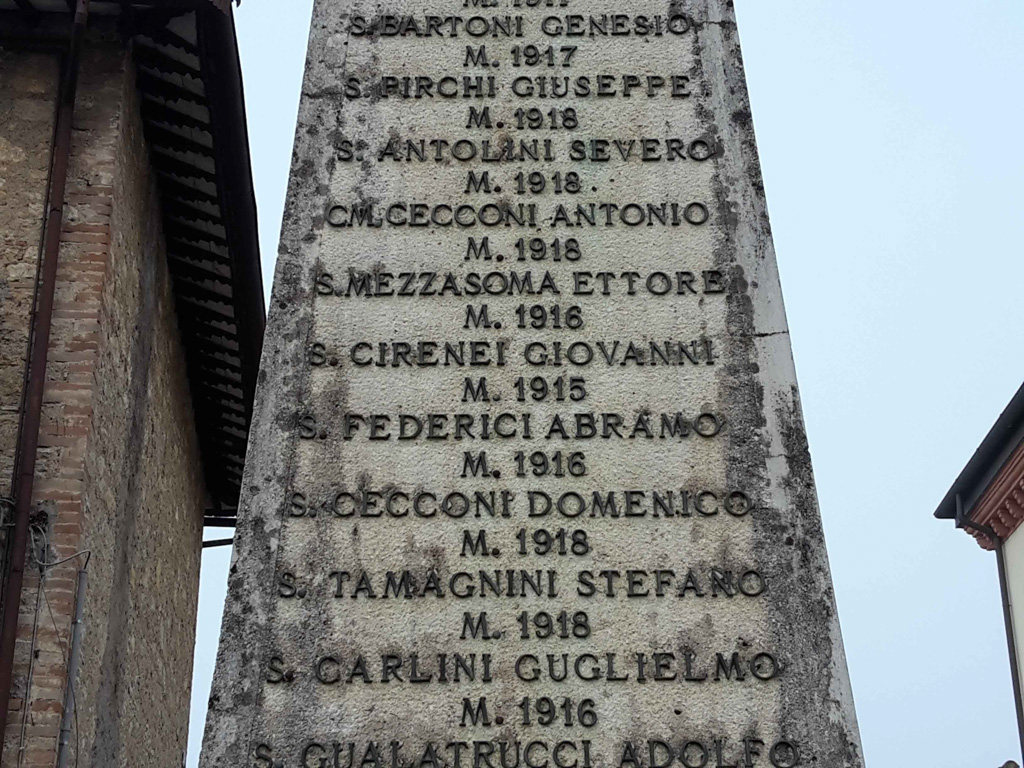 M. 1917
S. BARTONI GENESIO
M. 1917
S. PIRCHI GIUSEPPE
M. 1918
S. ANTOLINI SEVERO
M. 1918.
C.M. CECCONI ANTONIO
M. 1918
S. MEZZASOMA ETTORE
M. 1916
S. CIRENEI GIOVANNI
M. 1915
S. FEDERICI ABRAMO
M. 1916
S. CECCONI DOMENICO
M. 1918
S. TAMAGNINI STEFANO
M. 1918
S. CARLINI GUGLIELMO
M. 1916
S. GUALATRUCCI ADOLFO